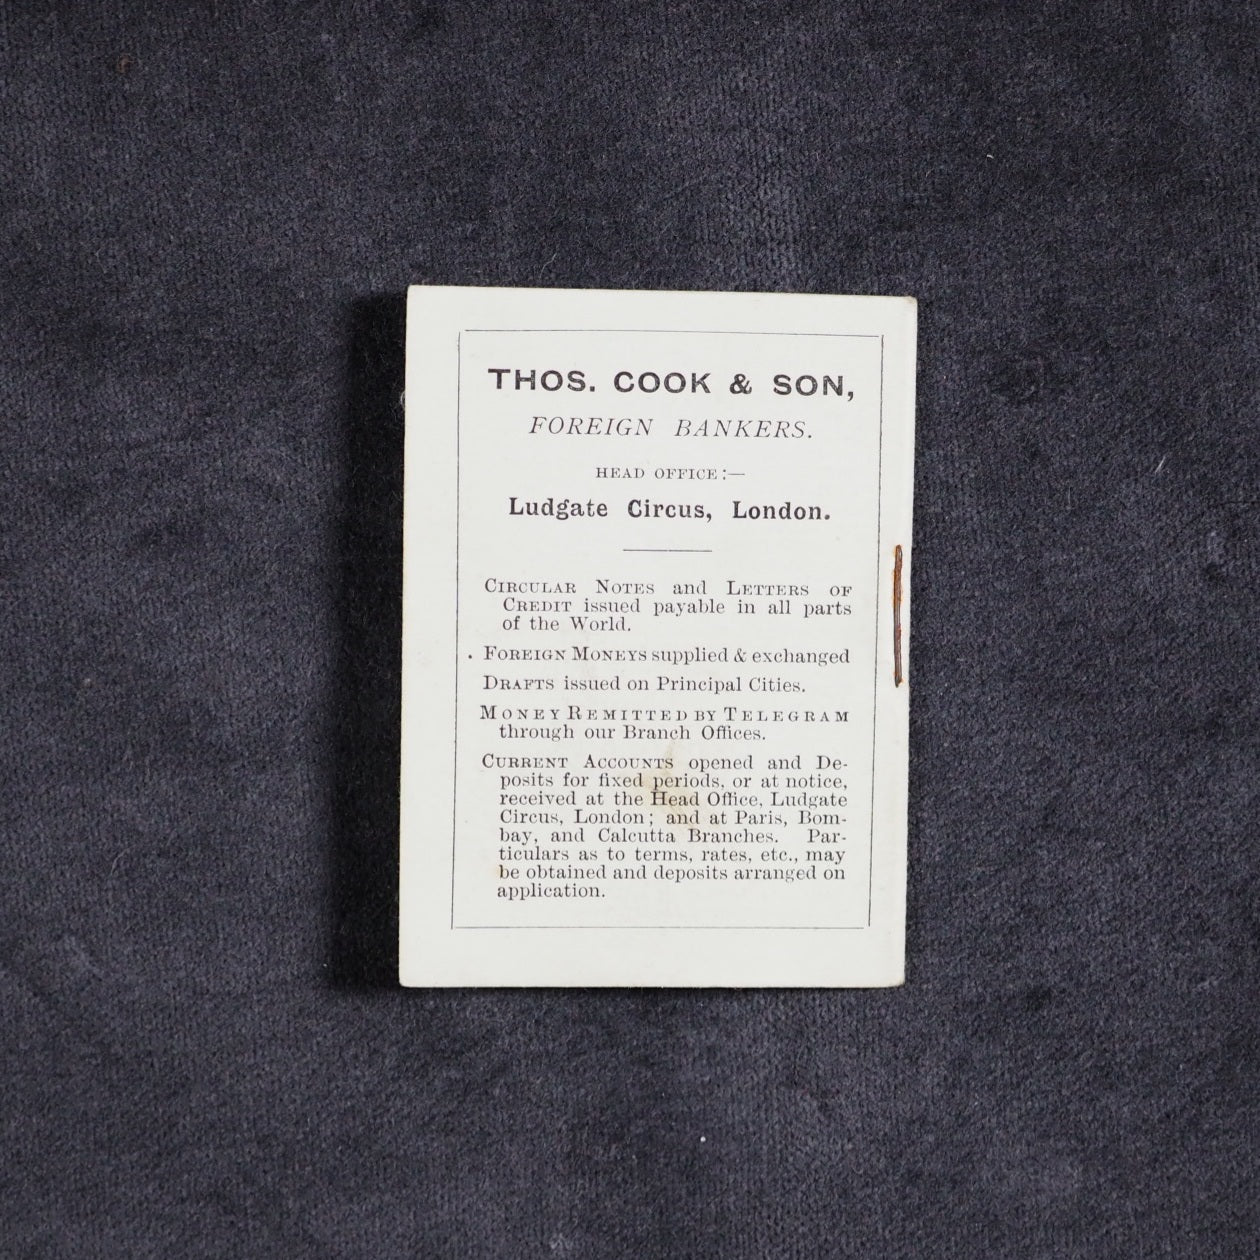 THOS. COOK & SON,
FOREIGN BANKERS.
HEAD OFFICE:—
Ludgate Circus, London.
CIRCULAR NOTES and LETTERS OF
CREDIT issued payable in all parts
of the World.
. FOREIGN MONEYS supplied & exchanged
DRAFTS issued on Principal Cities.
MONEY REMITTED BY TELEGRAM
through our Branch Offices.
CURRENT ACCOUNTS opened and De-
posits for fixed periods, or at notice,
received at the Head Office, Ludgate
Circus, London; and at Paris, Bom-
bay, and Calcutta Branches. Par-
ticulars as to terms, rates, etc., may
be obtained and deposits arranged on
application.